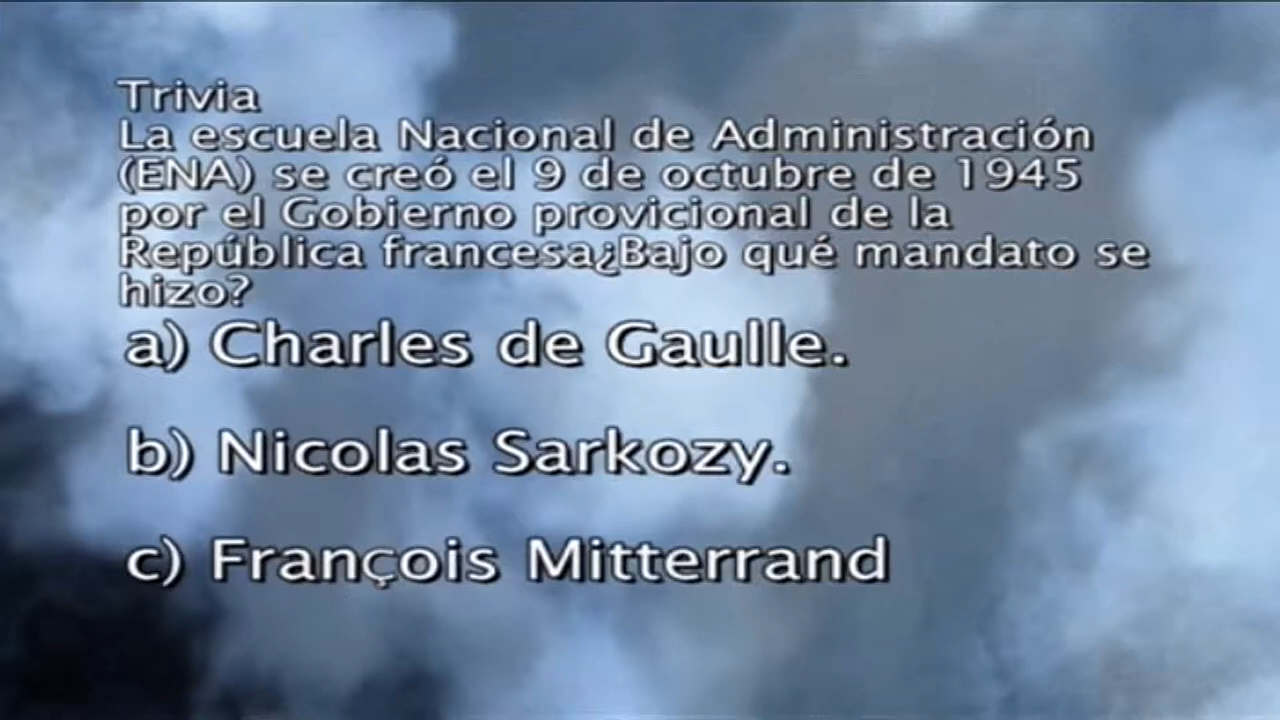 Trivia
La escuela Nacional de Administración
(ENA) se creó el 9 de octubre de 1945
por el Gobierno provicional de la
República francesa¿Bajo qué mandato se
hizo?
a) Charles de Gaulle.
b) Nicolas Sarkozy.
c) François Mitterrand